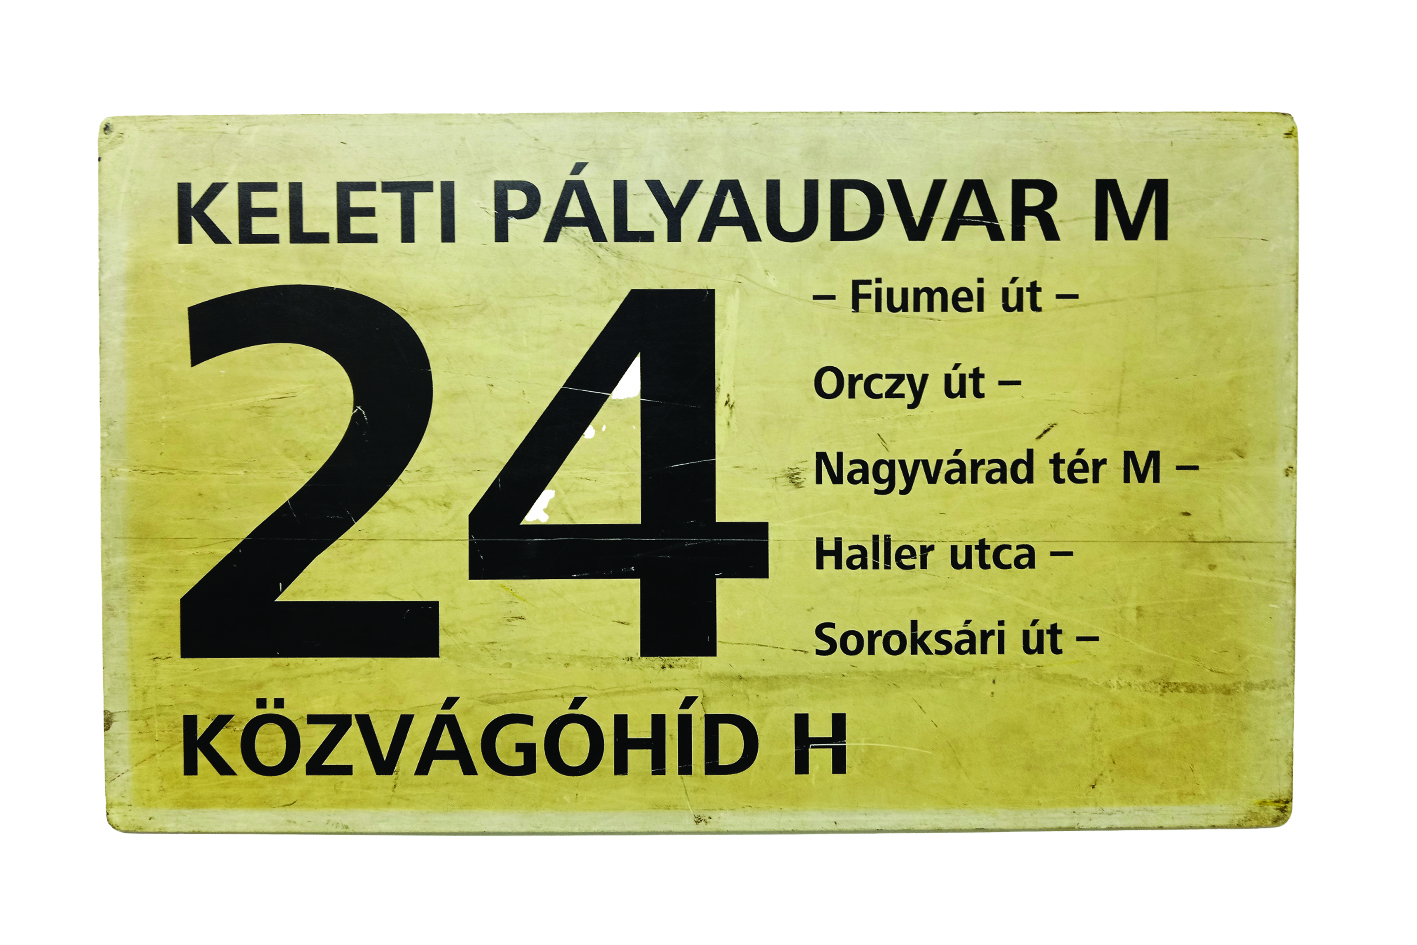 KELETI PÁLYAUDVAR M
24
– Fiumei út –
Orczy út –
Nagyvárad tér M –
Haller utca –
Soroksári út –
KÖZVÁGÓHÍD H